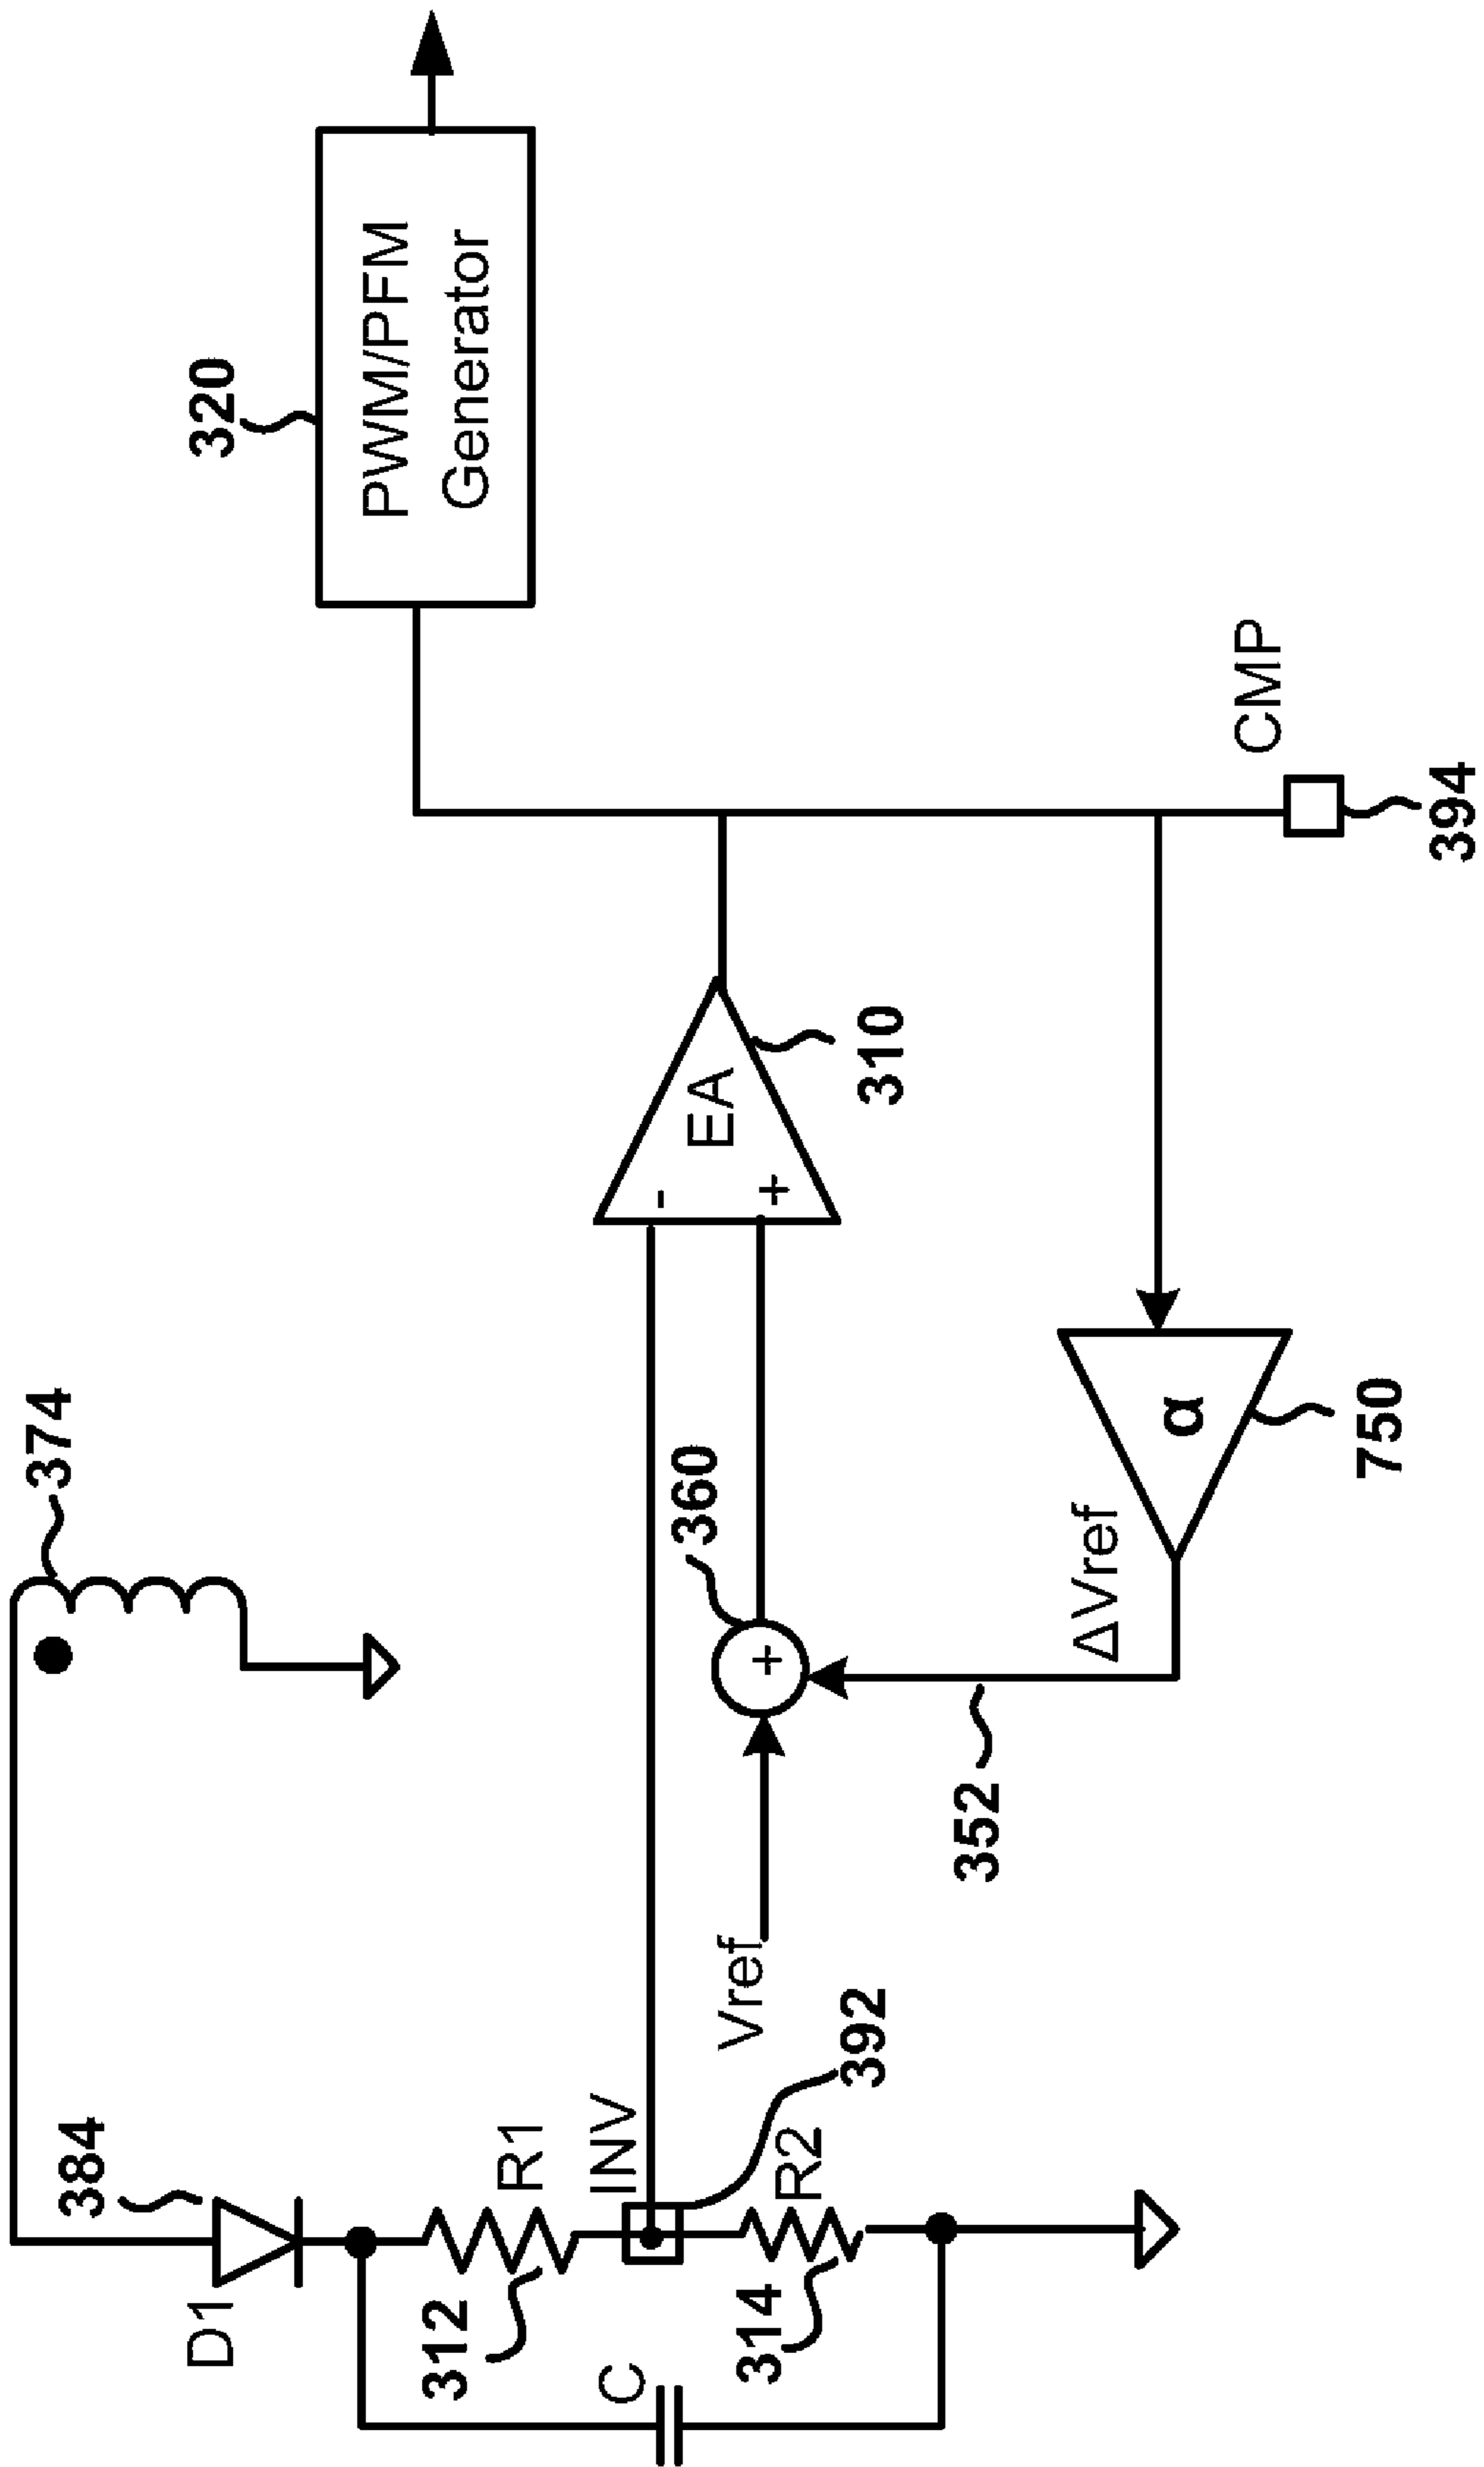 374
384
D1
R1
312
C
INV
392
R2
314
Vref
360
+
352
ΔVref
α
750
-
+
EA
310
320
PWM/PFM
Generator
CMP
394